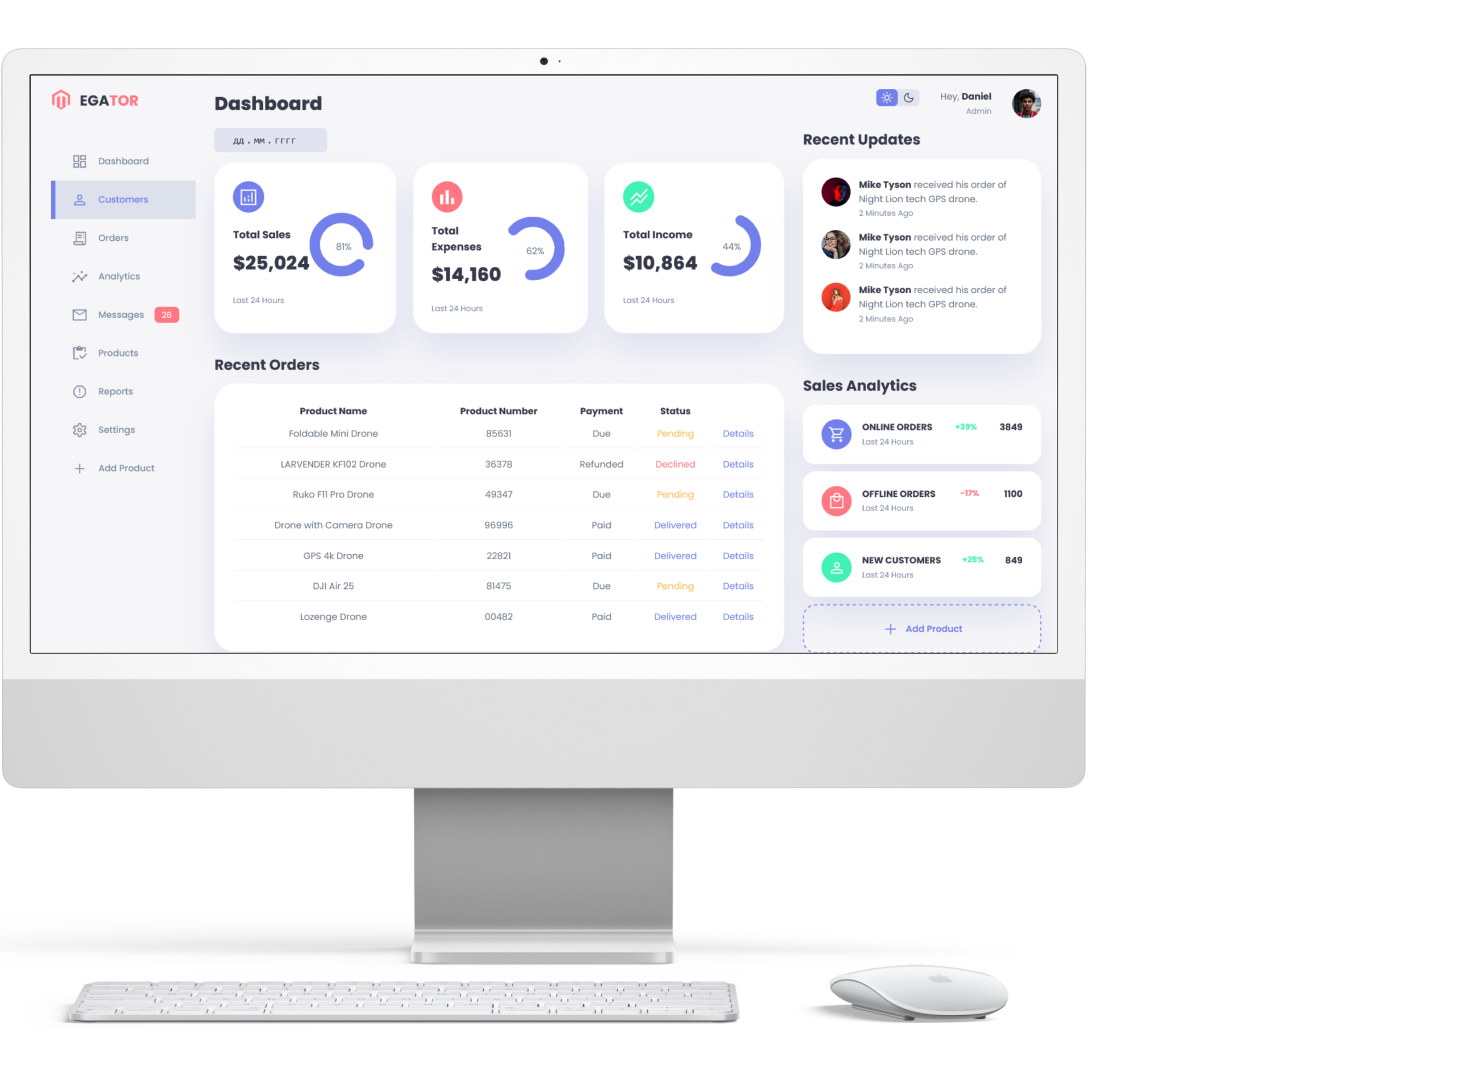 EGATOR
Dashboard
Customers
Orders
Analytics
Messages 26
Products
Reports
Settings
Add Product
Dashboard
дд.мм.гггг
Total Sales
$25,024
81%
Last 24 Hours
Total
Expenses
$14,160
62%
Last 24 Hours
Total Income
$10,864
44%
Last 24 Hours
Recent Orders
Product Name Product Number Payment Status
Foldable Mini Drone 85631 Due Pending Details
LARVENDER KF102 Drone 36378 Refunded Declined Details
Ruko F11 Pro Drone 49347 Due Pending Details
Drone with Camera Drone 96996 Paid Delivered Details
GPS 4k Drone 22821 Paid Delivered Details
DJI Air 25 81475 Due Pending Details
Lozenge Drone 00482 Paid Delivered Details
Hey, Daniel
Admin
Recent Updates
Mike Tyson received his order of
Night Lion tech GPS drone.
2 Minutes Ago
Mike Tyson received his order of
Night Lion tech GPS drone.
2 Minutes Ago
Mike Tyson received his order of
Night Lion tech GPS drone.
2 Minutes Ago
Sales Analytics
ONLINE ORDERS +39% 3849
Last 24 Hours
OFFLINE ORDERS -17% 1100
Last 24 Hours
NEW CUSTOMERS +25% 849
Last 24 Hours
Add Product